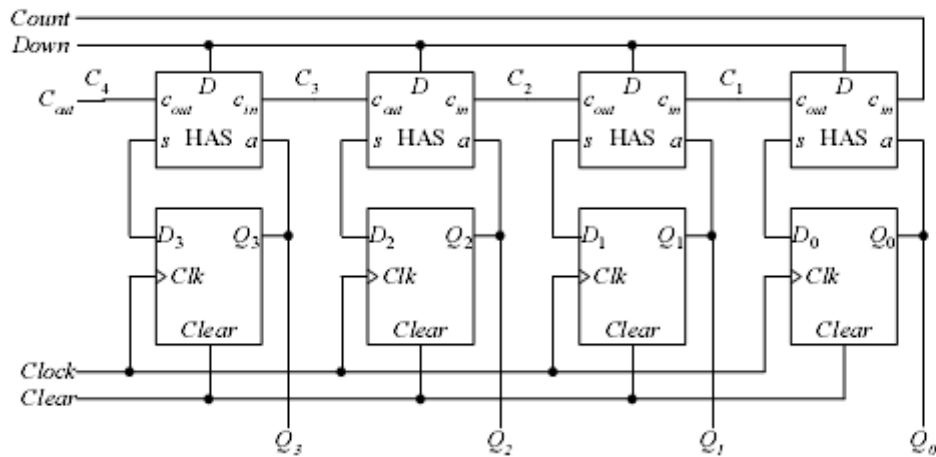 Count
Down
C4 C3 C2 C1
Cout
cout D cin cout D cin cout D cin cout D cin
s HAS a s HAS a s HAS a s HAS a
D3 Q3 D2 Q2 D1 Q1 D0 Q0
Clk Clk Clk Clk
Clear Clear Clear Clear
Clock
Clear
Q3 Q2 Q1 Q0